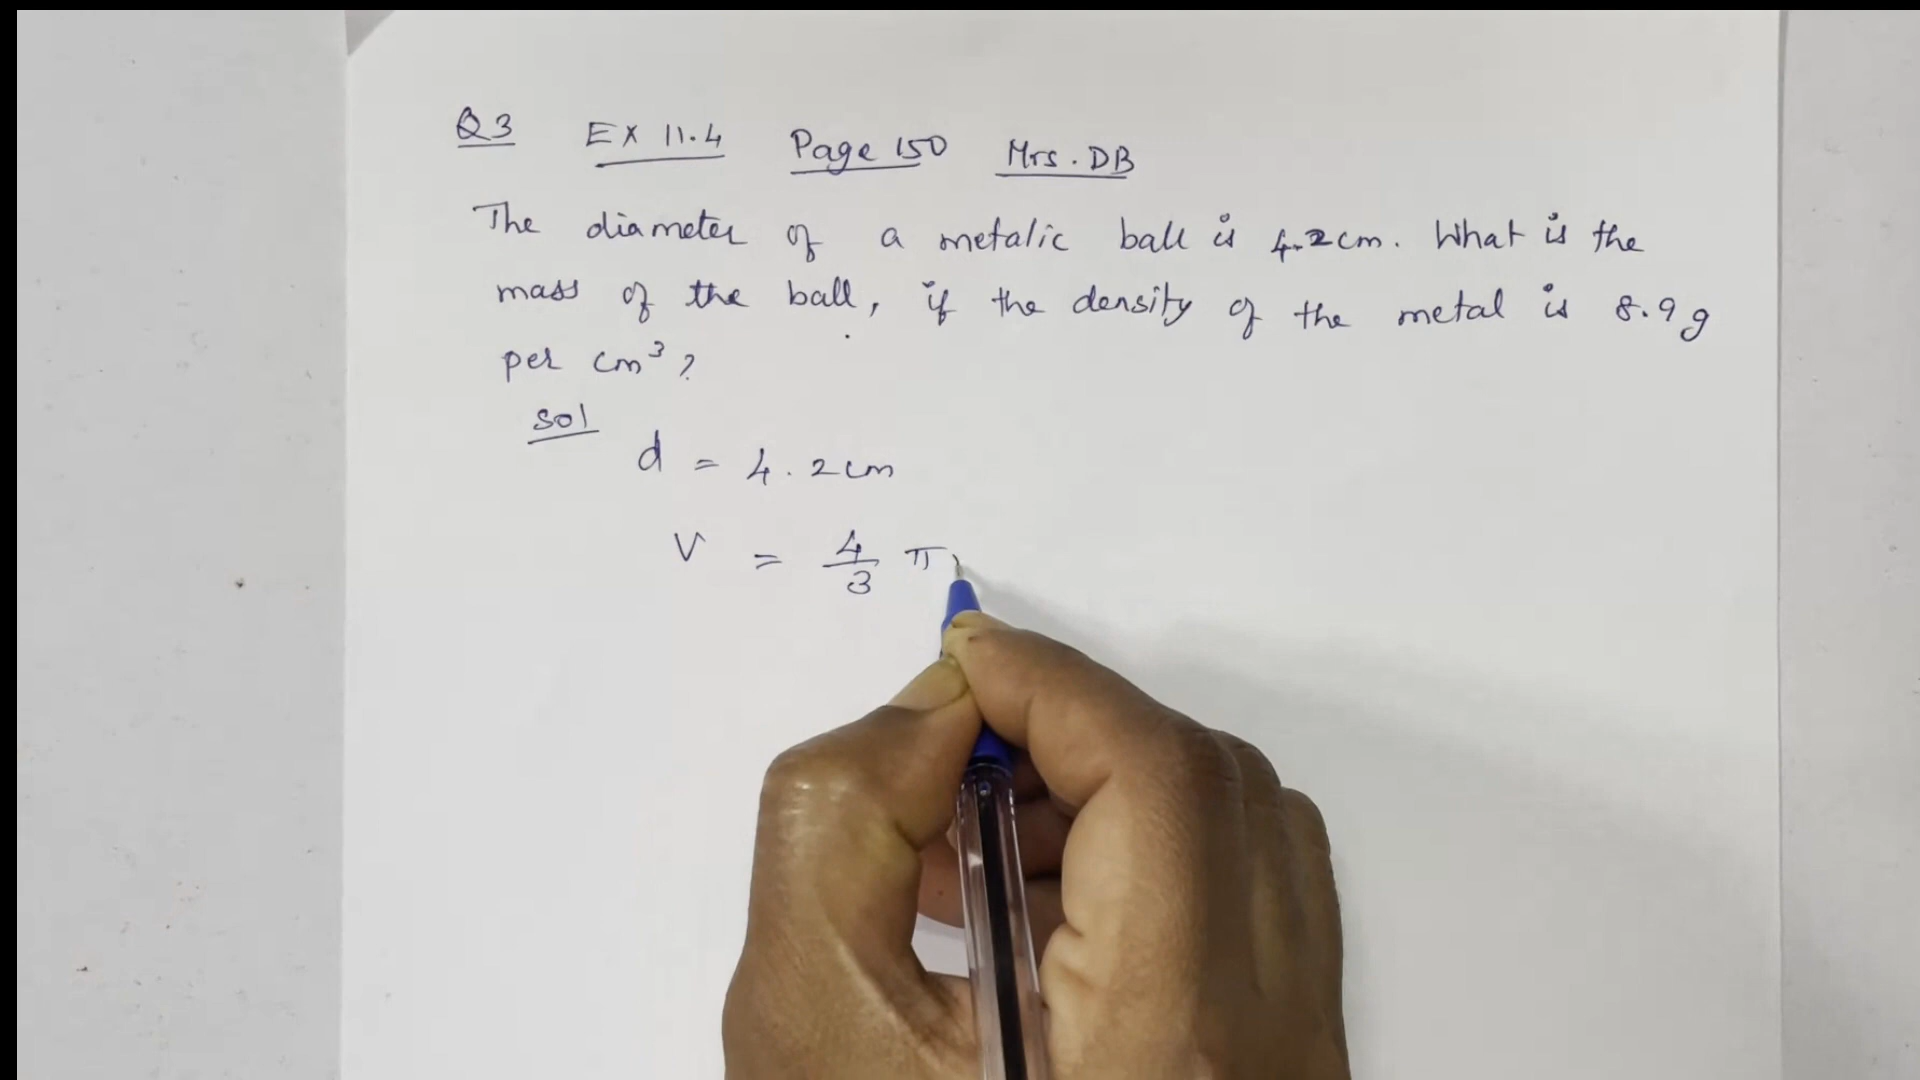 Q3 Ex 11.4 Page 150 Mrs. DB
The diameter of a metalic ball is 4.2cm. What is the
mass of the ball, if the density of the metal is 8.9g
per cm³?
Sol
d = 4.2cm
V = 4/3 π